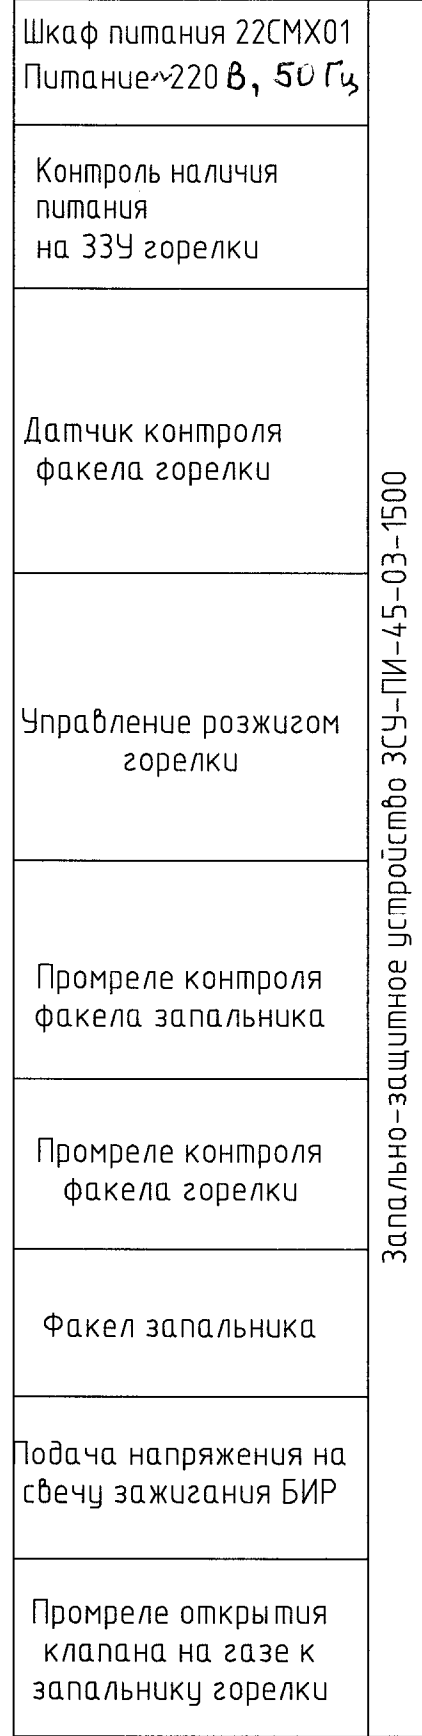 Шкаф питания 22СМХ01
Питание~220 В, 50 Гц
Контроль наличия
питания
на ЗЗУ горелки
Датчик контроля
факела горелки
Управление розжигом
горелки
Промреле контроля
факела запальника
Промреле контроля
факела горелки
Факел запальника
Подача напряжения на
свечу зажигания БИР
Промреле открытия
клапана на газе к
запальнику горелки
Запально-защитное устройство ЗСУ-ПИ-45-03-1500